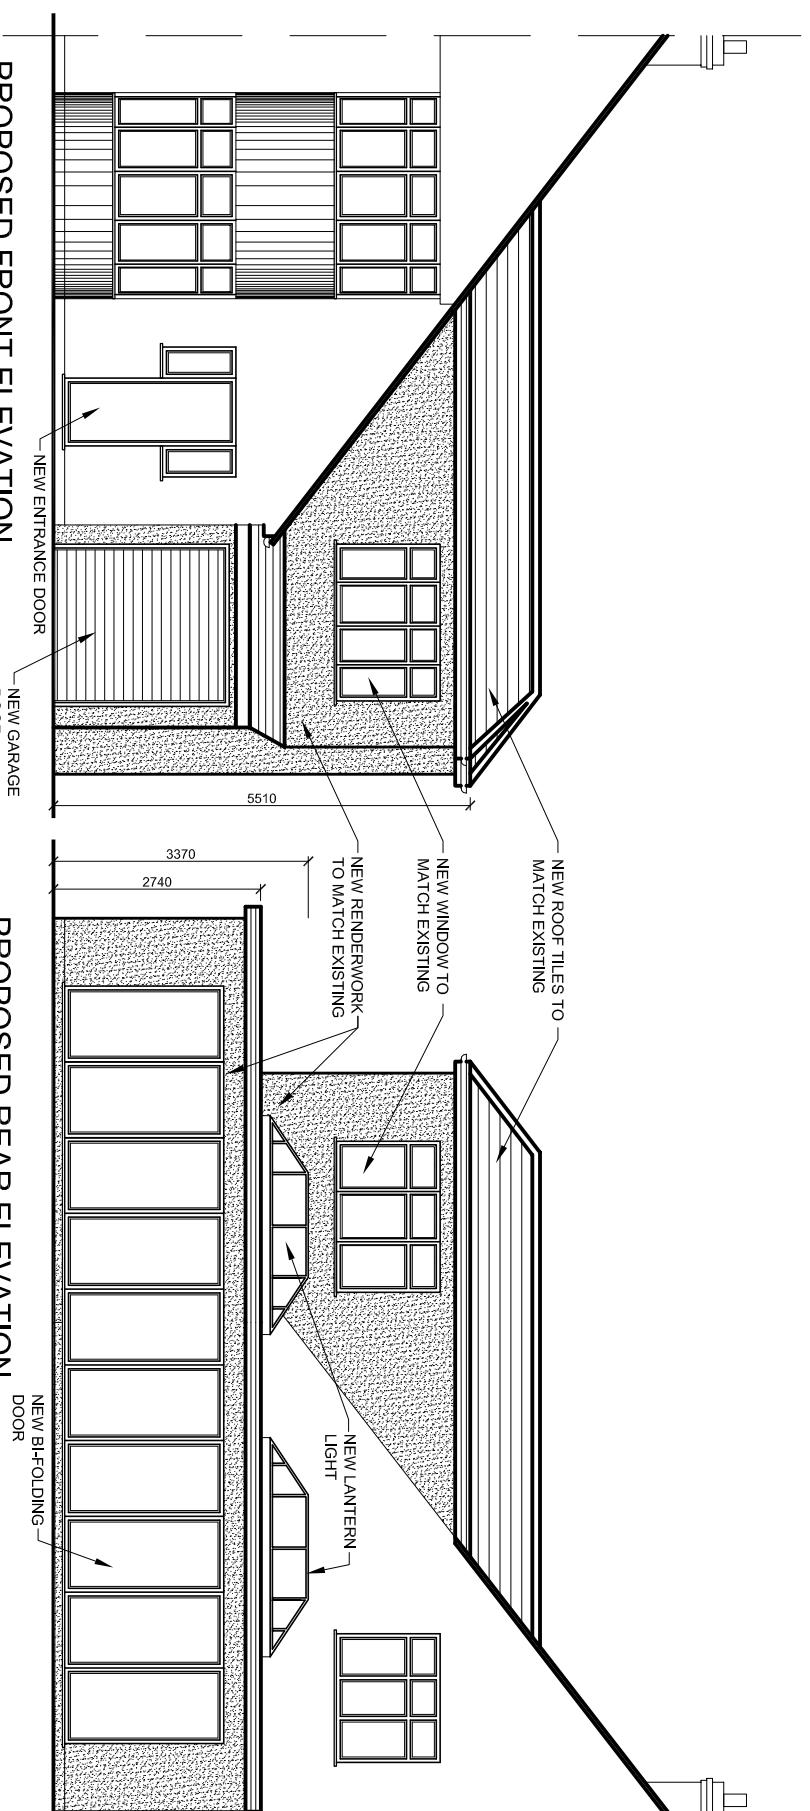 PROPOSED FRONT ELEVATION
NEW ENTRANCE DOOR
NEW GARAGE
5510
3370
2740
NEW ROOF TILES TO
MATCH EXISTING
NEW WINDOW TO
MATCH EXISTING
NEW RENDERWORK
TO MATCH EXISTING
NEW LANTERN
LIGHT
NEW BI-FOLDING
DOOR
PROPOSED REAR ELEVATION